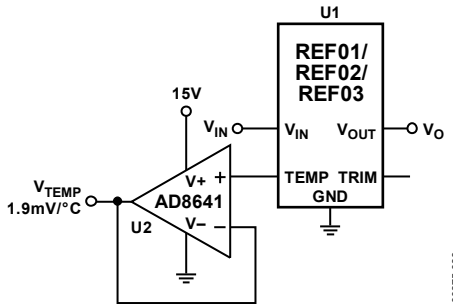 U1
REF01/
REF02/
REF03
15V
V_IN
V_IN
V_OUT
V_O
V_TEMP
1.9mV/°C
V+
+
AD8641
U2
V−
−
TEMP
TRIM
GND